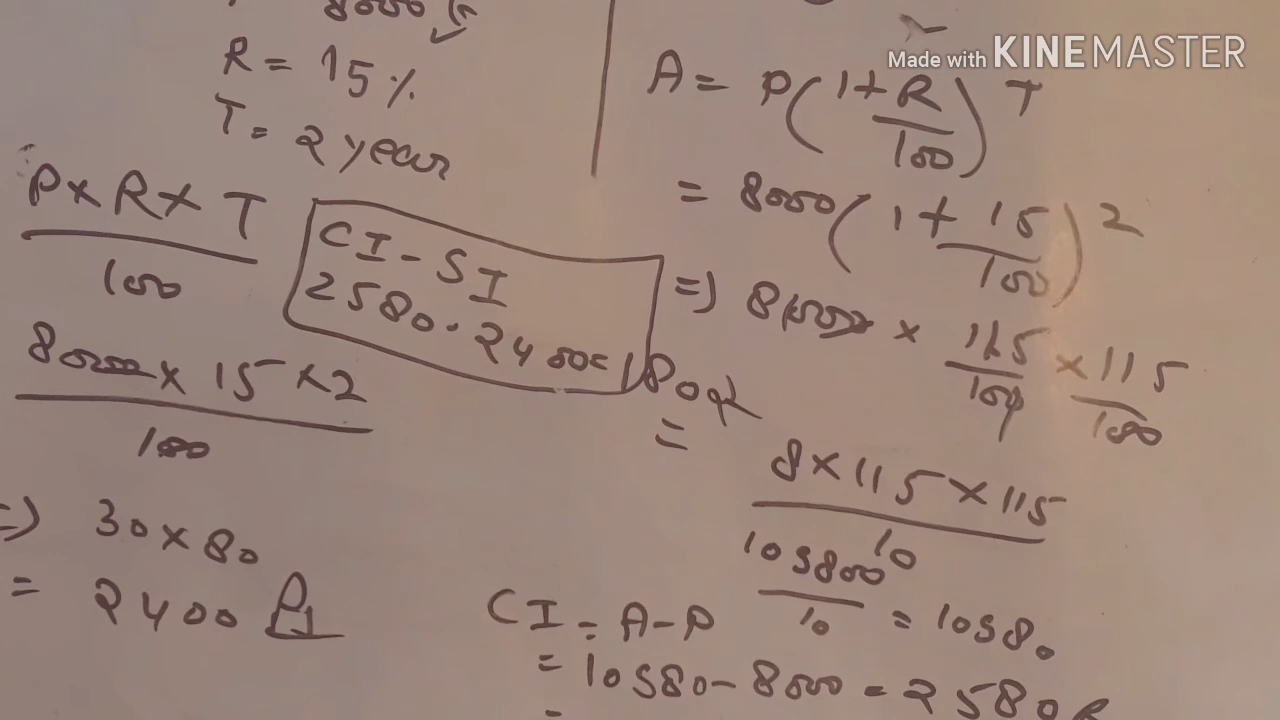 8000
R = 15%
T = 2 year
P x R x T
100
8000 x 15 x 2
100
=) 30 x 80
= 2400
CI - SI
2580 - 2400 = 180
Made with KINEMASTER
A = P(1 + R/100)T
= 8000(1 + 15/100)2
=) 8000 x 115/100 x 115/100
=
8 x 115 x 115
10
105800
10
= 10580
CI = A - P
= 10580 - 8000 = 2580
=